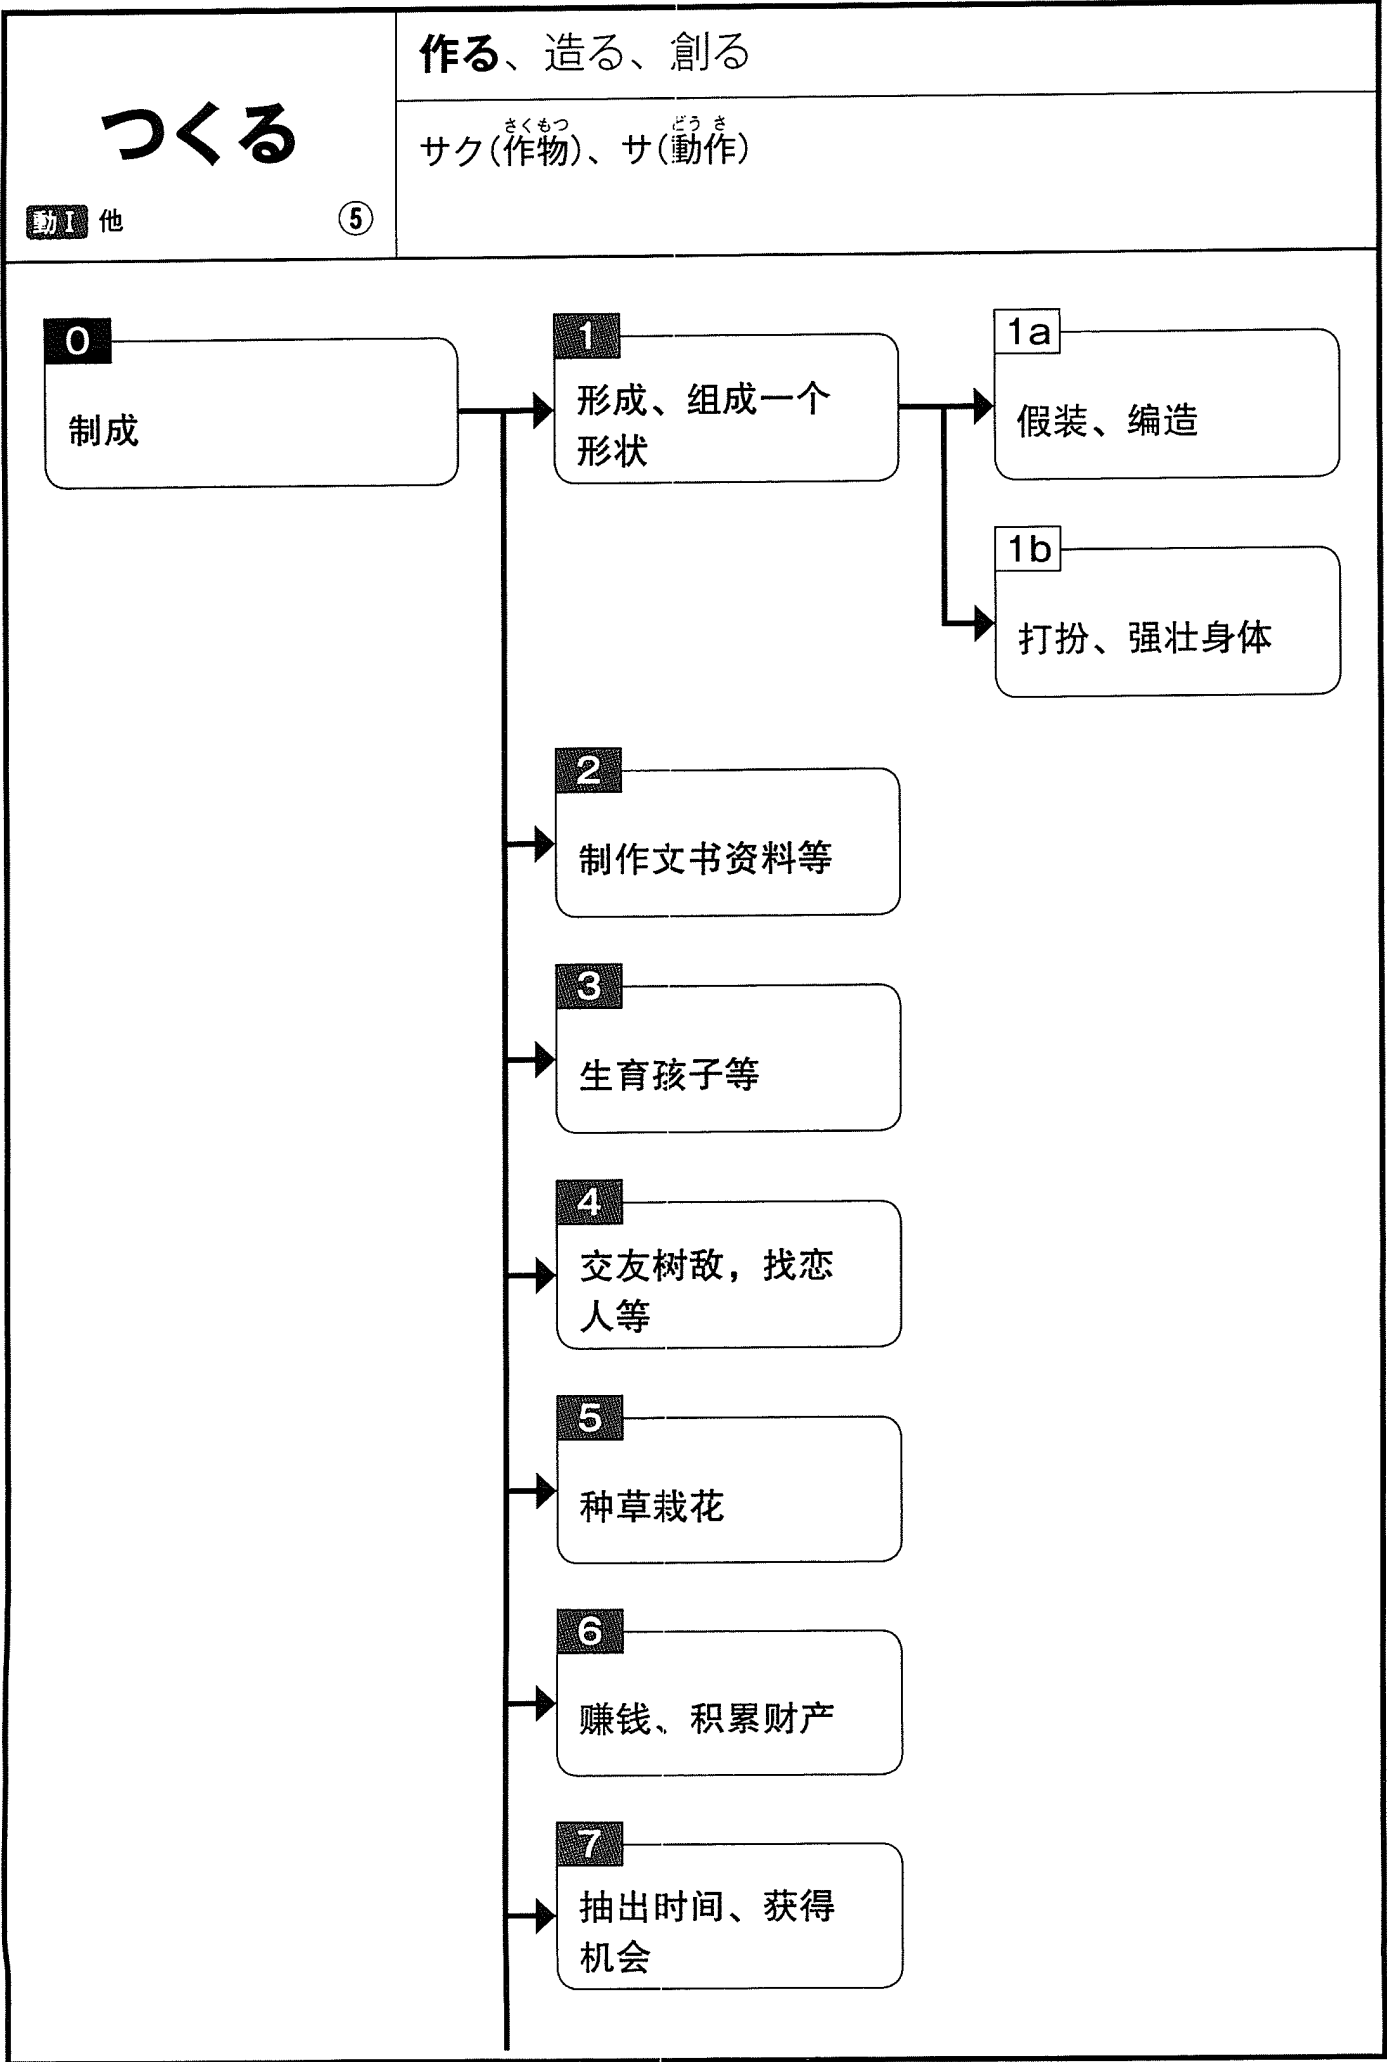 つくる
動Ⅰ 他 ⑤
作る、造る、創る
さくもつ どうさ
サク(作物)、サ(動作)
0
制成
1
形成、组成一个
形状
1a
假装、编造
1b
打扮、强壮身体
2
制作文书资料等
3
生育孩子等
4
交友树敌，找恋
人等
5
种草栽花
6
赚钱、积累财产
7
抽出时间、获得
机会